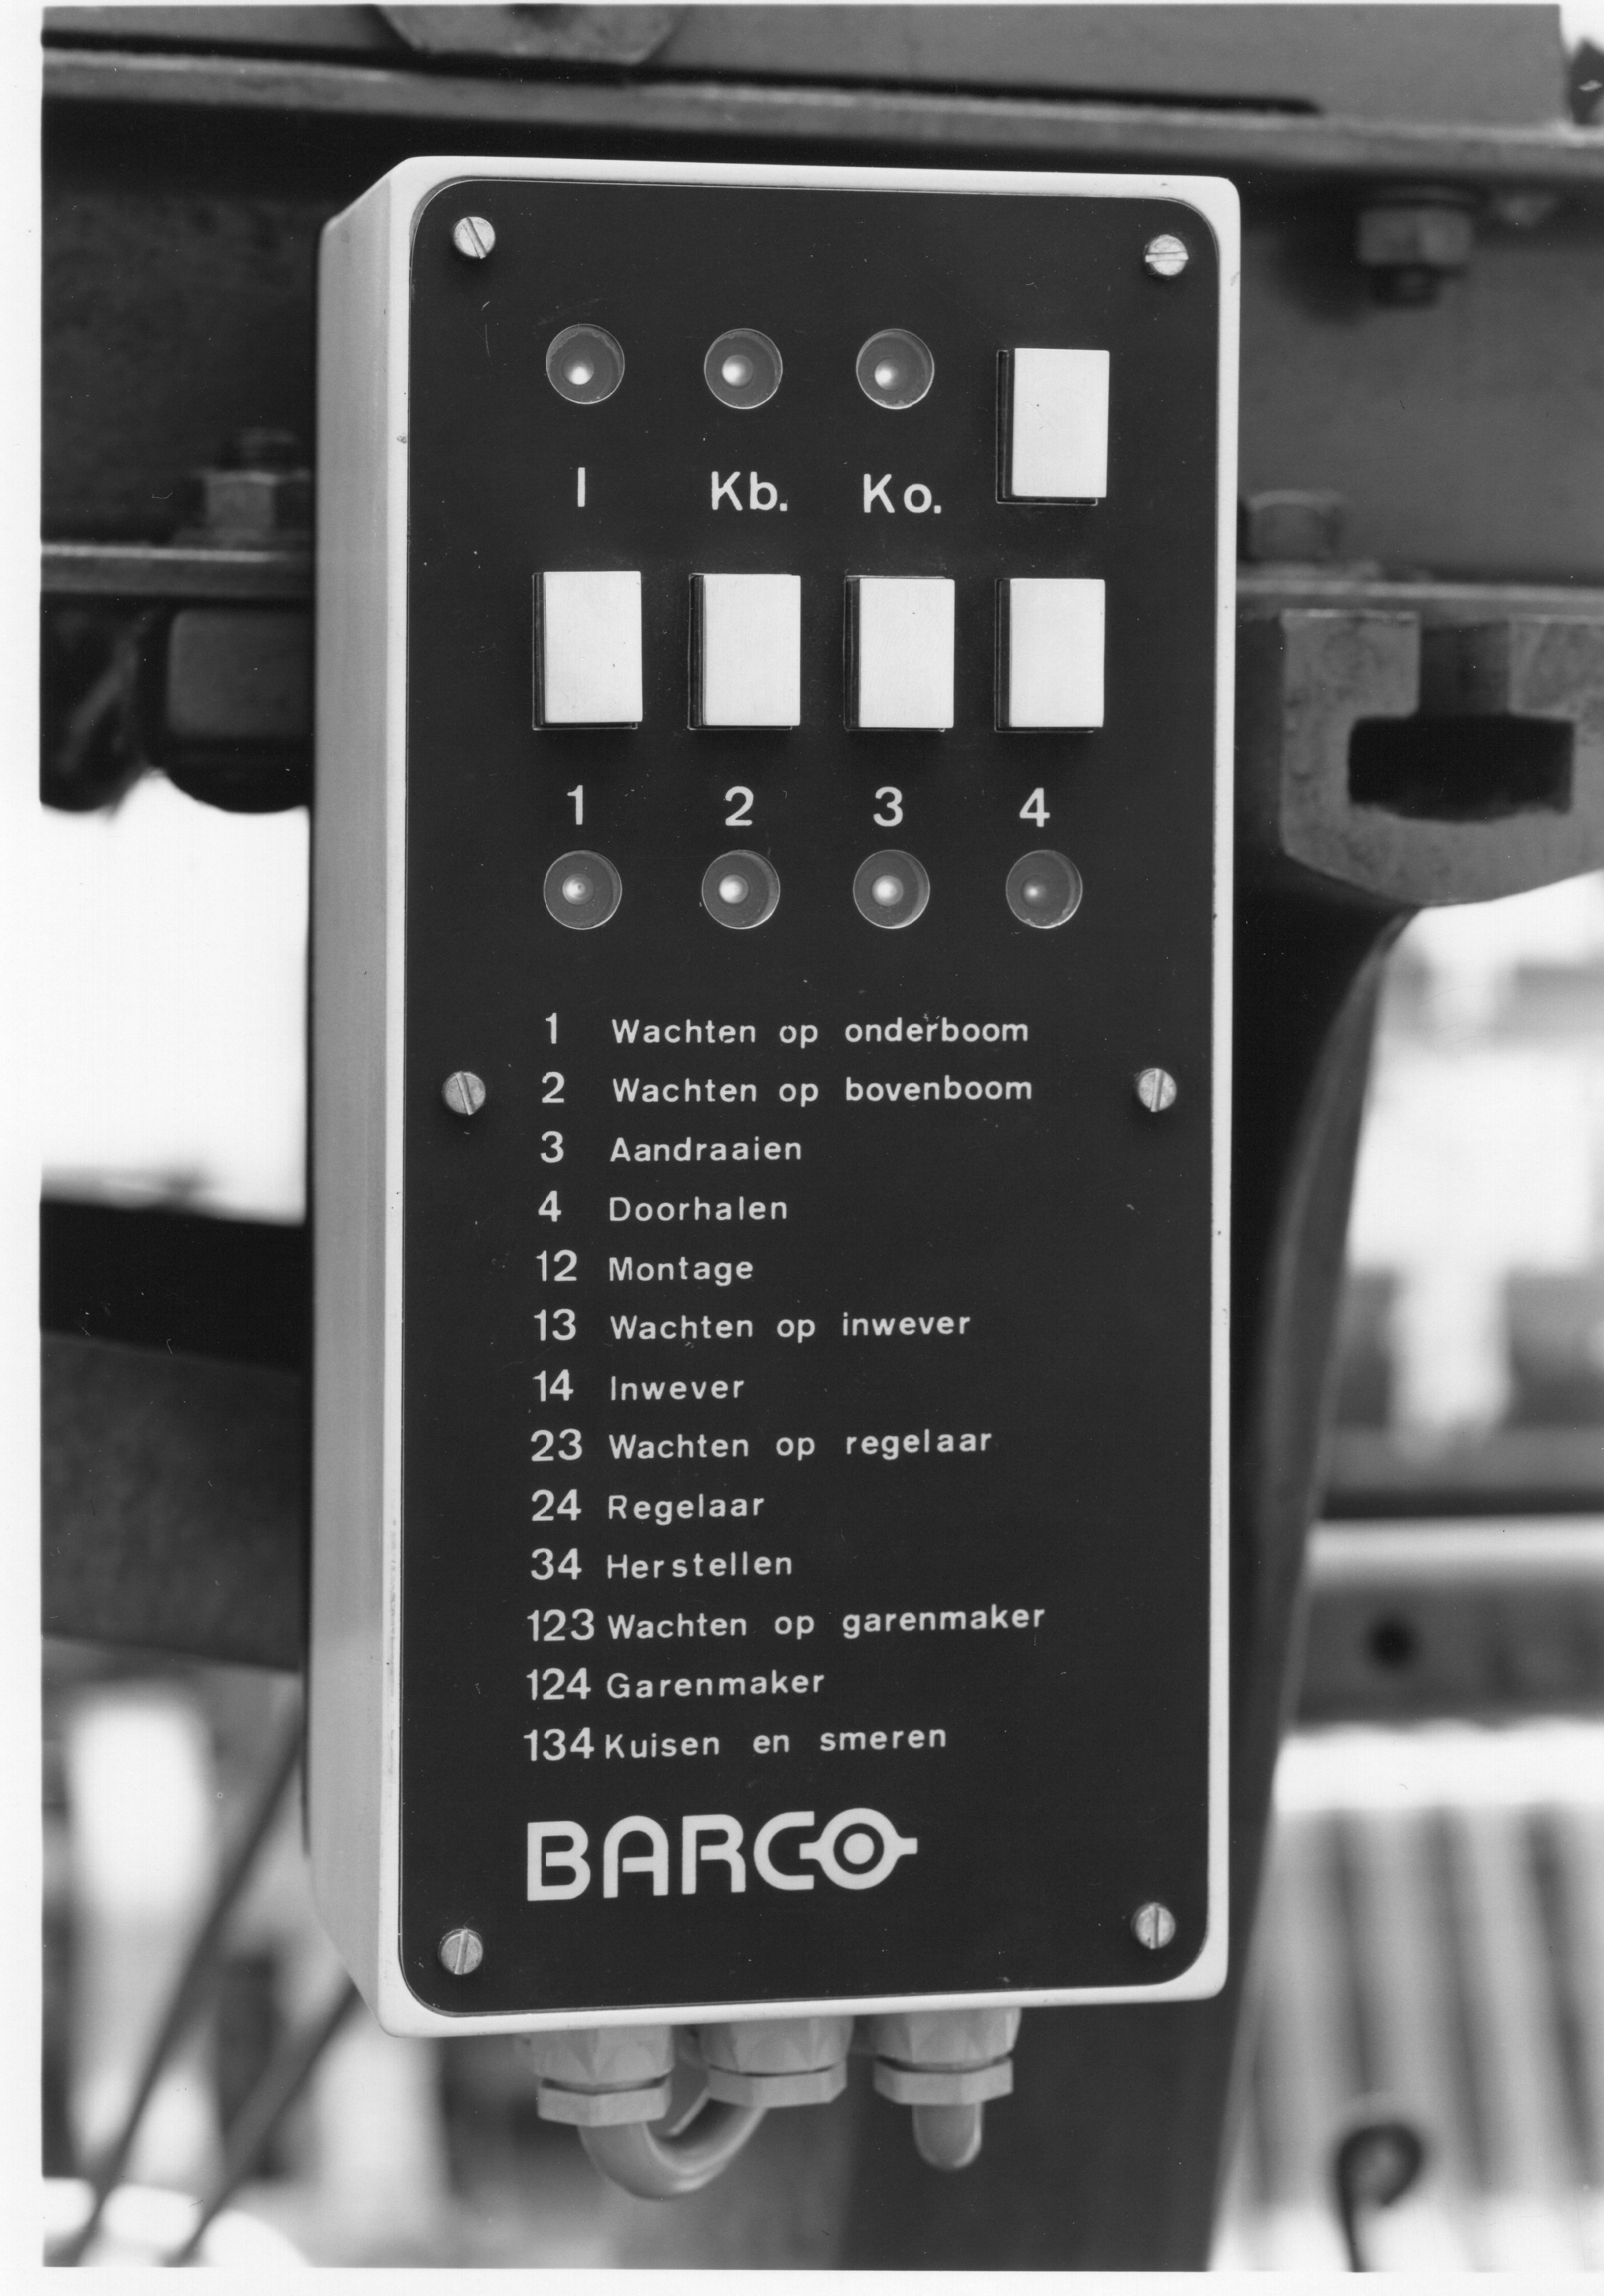 I Kb. Ko.
1 2 3 4
1 Wachten op onderboom
2 Wachten op bovenboom
3 Aandraaien
4 Doorhalen
12 Montage
13 Wachten op inwever
14 Inwever
23 Wachten op regelaar
24 Regelaar
34 Herstellen
123 Wachten op garenmaker
124 Garenmaker
134 Kuisen en smeren
BARCO